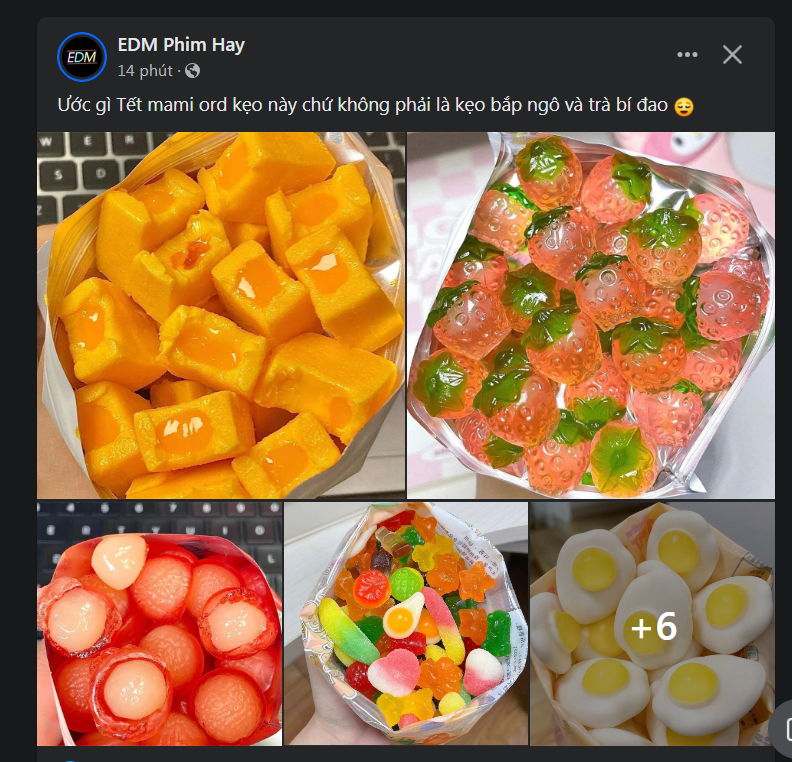 EDM
EDM Phim Hay
14 phút ·
Ước gì Tết mami ord kẹo này chứ không phải là kẹo bắp ngô và trà bí đao 😌
W E R
S D
+6